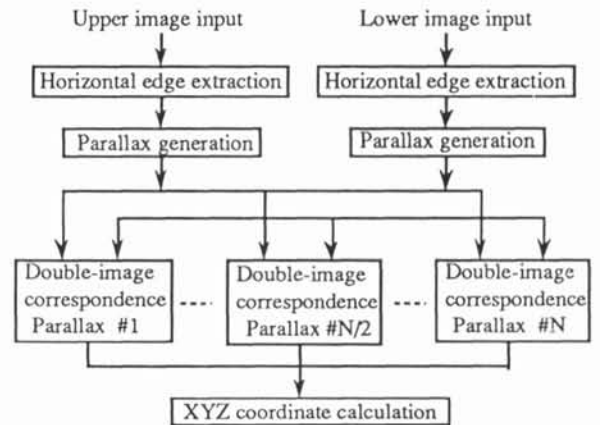 Upper image input
Lower image input
Horizontal edge extraction
Horizontal edge extraction
Parallax generation
Parallax generation
Double-image
correspondence
Parallax #1
Double-image
correspondence
Parallax #N/2
Double-image
correspondence
Parallax #N
XYZ coordinate calculation